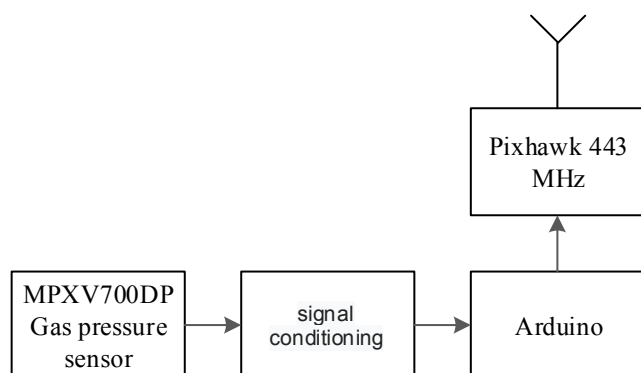 Pixhawk 443
MHz
MPXV700DP
Gas pressure
sensor
signal
conditioning
Arduino